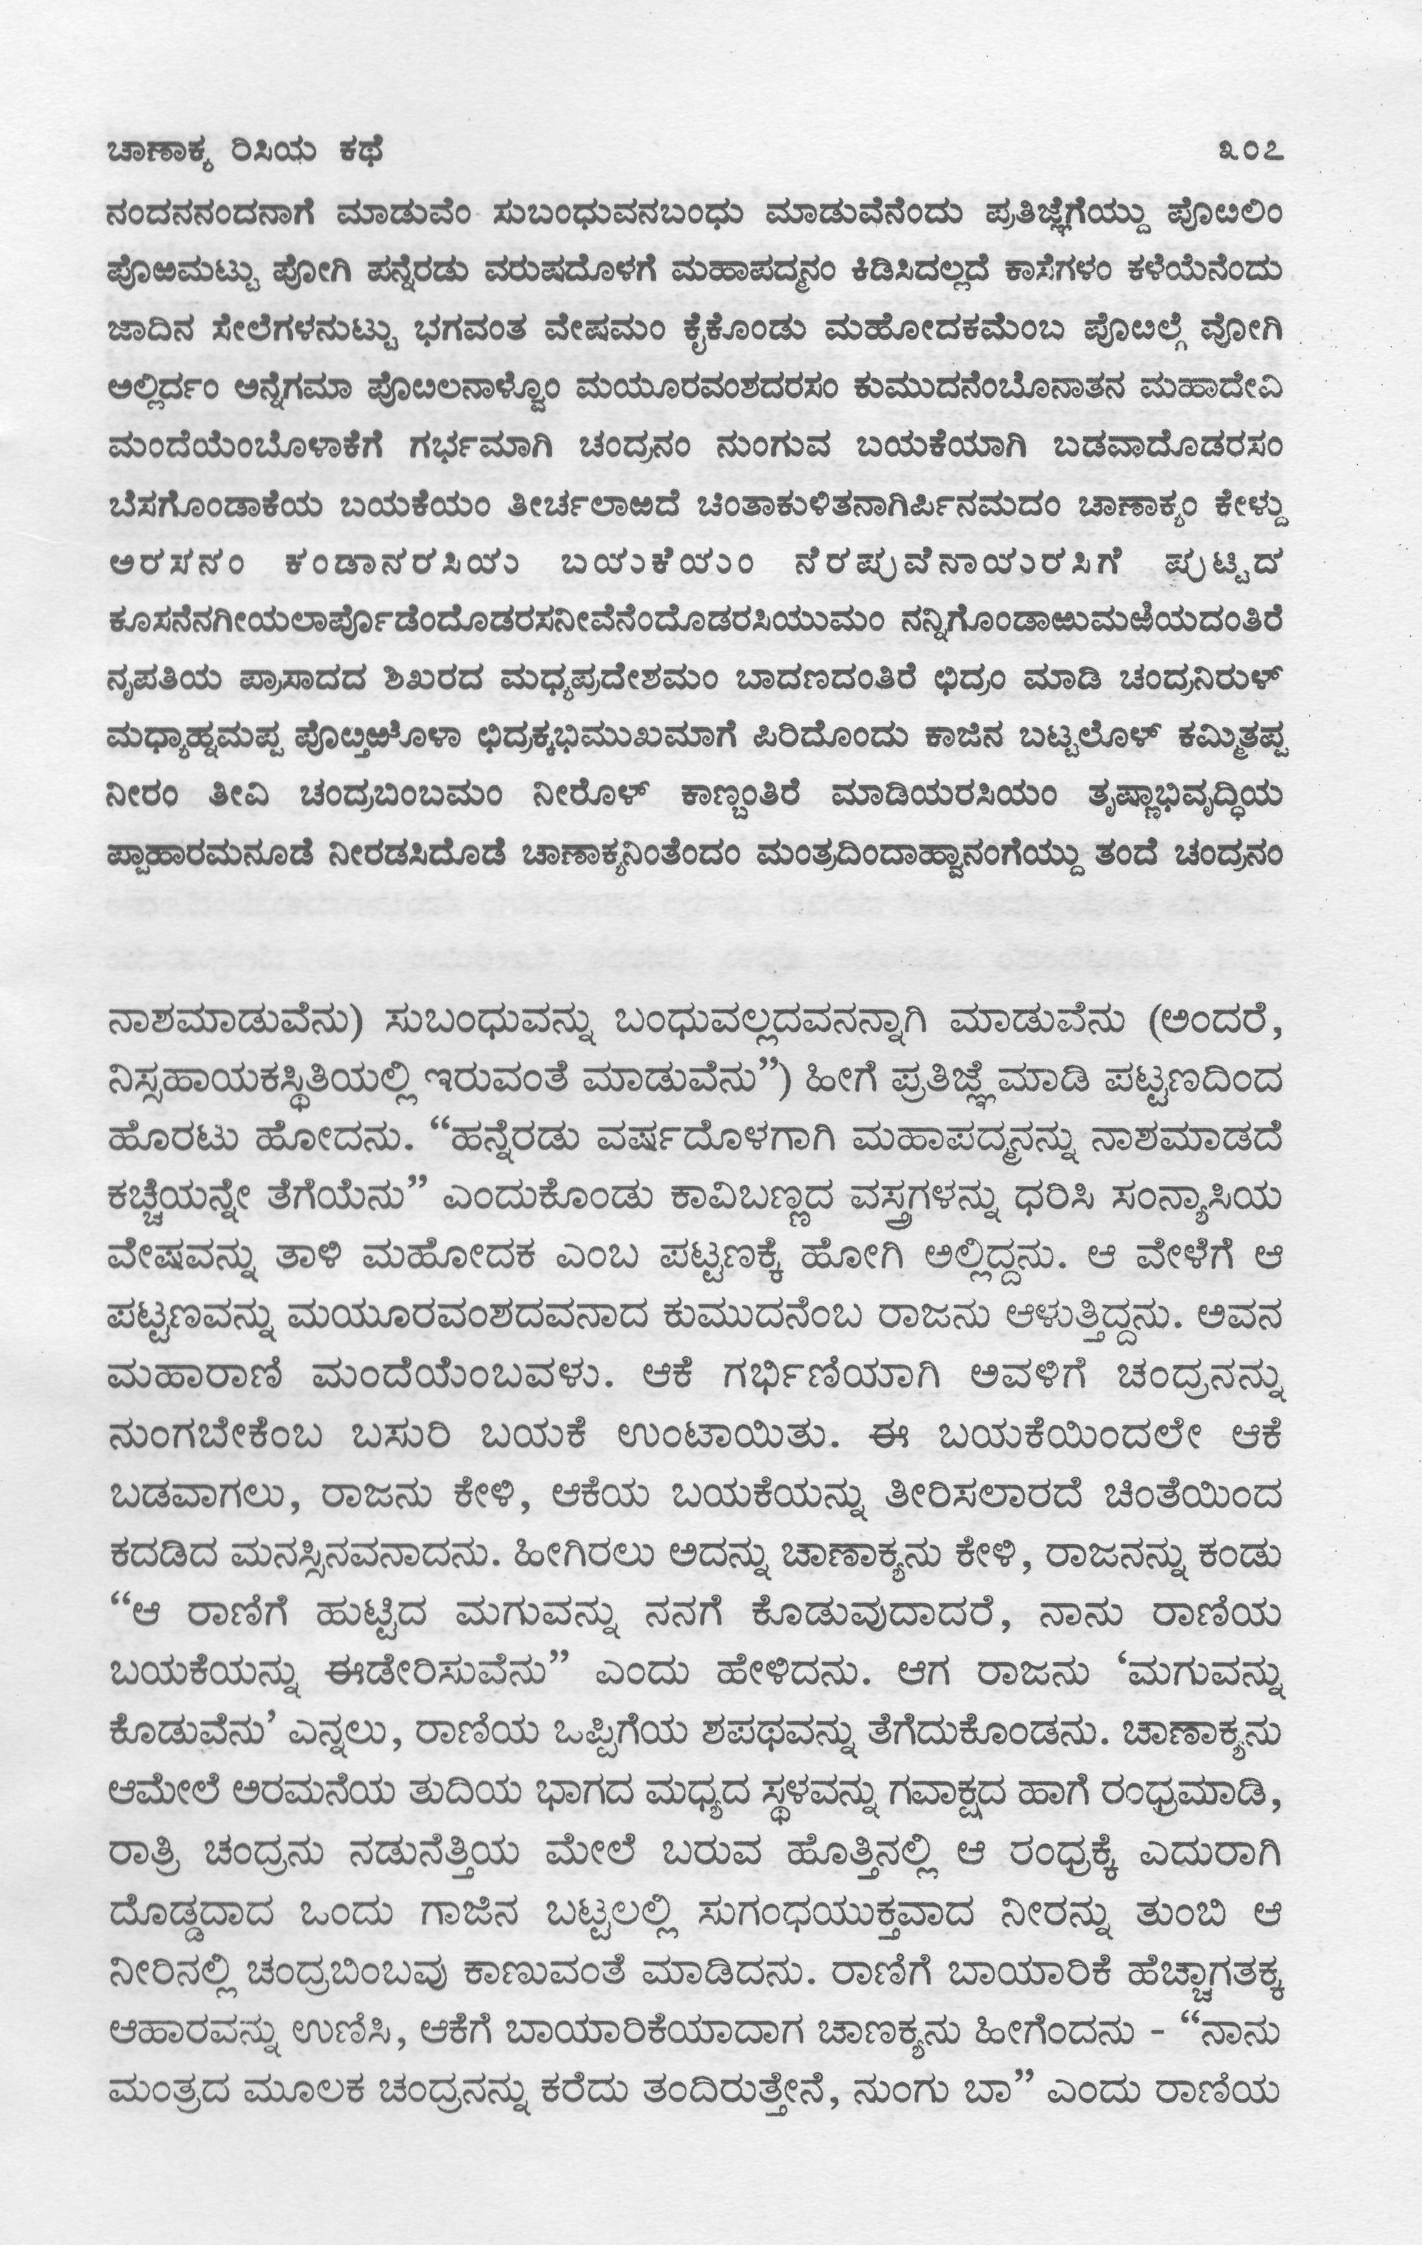 ಚಾಣಾಕ್ಯ ರಿಸಿಯ ಕಥೆ ೩೦೭
ನಂದನನಂದನಾಗೆ ಮಾಡುವೆಂ ಸುಬಂಧುವನಬಂಧು ಮಾಡುವೆನೆಂದು ಪ್ರತಿಜ್ಞೆಗೆಯ್ದು ಪೊೞಲಿಂ
ಪೊಱಮಟ್ಟು ಪೋಗಿ ಪನ್ನೆರಡು ವರುಷದೊಳಗೆ ಮಹಾಪದ್ಮನಂ ಕಿಡಿಸಿದಲ್ಲದೆ ಕಾಸೆಗಳಂ ಕಳೆಯೆನೆಂದು
ಜಾದಿನ ಸೇಲೆಗಳನುಟ್ಟು ಭಗವಂತ ವೇಷಮಂ ಕೈಕೊಂಡು ಮಹೋದಕಮೆಂಬ ಪೊೞಲ್ಗೆ ವೋಗಿ
ಅಲ್ಲಿರ್ದಂ ಅನ್ನೆಗಮಾ ಪೊೞಲನಾಳ್ವೊಂ ಮಯೂರವಂಶದರಸಂ ಕುಮುದನೆಂಬೊನಾತನ ಮಹಾದೇವಿ
ಮಂದೆಯೆಂಬೊಳಾಕೆಗೆ ಗರ್ಭಮಾಗಿ ಚಂದ್ರನಂ ನುಂಗುವ ಬಯಕೆಯಾಗಿ ಬಡವಾದೊಡರಸಂ
ಬೆಸಗೊಂಡಾಕೆಯ ಬಯಕೆಯಂ ತೀರ್ಚಲಾಱದೆ ಚಿಂತಾಕುಳಿತನಾಗಿರ್ಪಿನಮದಂ ಚಾಣಾಕ್ಯಂ ಕೇಳ್ದು
ಅರಸನಂ ಕಂಡಾನರಸಿಯ ಬಯಕೆಯಂ ನೆರಪುವೆನಾಯರಸಿಗೆ ಪುಟ್ಟಿದ
ಕೂಸನೆನಗೀಯಲಾರ್ಪೊಡೆಂದೊಡರಸನೀವೆನೆಂದೊಡರಸಿಯುಮಂ ನನ್ನಿಗೊಂಡಾಱುಮಱಿಯದಂತಿರೆ
ನೃಪತಿಯ ಪ್ರಾಸಾದದ ಶಿಖರದ ಮಧ್ಯಪ್ರದೇಶಮಂ ಬಾದಣದಂತಿರೆ ಛಿದ್ರಂ ಮಾಡಿ ಚಂದ್ರನಿರುಳ್
ಮಧ್ಯಾಹ್ನಮಪ್ಪ ಪೊೞ್ತಱೊಳಾ ಛಿದ್ರಕ್ಕಭಿಮುಖಮಾಗೆ ಪಿರಿದೊಂದು ಕಾಜಿನ ಬಟ್ಟಲೊಳ್ ಕಮ್ಮಿತಪ್ಪ
ನೀರಂ ತೀವಿ ಚಂದ್ರಬಿಂಬಮಂ ನೀರೊಳ್ ಕಾಣ್ಬಂತಿರೆ ಮಾಡಿಯರಸಿಯಂ ತೃಷ್ಣಾಭಿವೃದ್ಧಿಯ
ಪ್ಪಾಹಾರಮನೂಡೆ ನೀರಡಸಿದೊಡೆ ಚಾಣಾಕ್ಯನಿಂತೆಂದಂ ಮಂತ್ರದಿಂದಾಹ್ವಾನಂಗೆಯ್ದು ತಂದೆ ಚಂದ್ರನಂ
ನಾಶಮಾಡುವೆನು) ಸುಬಂಧುವನ್ನು ಬಂಧುವಲ್ಲದವನನ್ನಾಗಿ ಮಾಡುವೆನು (ಅಂದರೆ,
ನಿಸ್ಸಹಾಯಕಸ್ಥಿತಿಯಲ್ಲಿ ಇರುವಂತೆ ಮಾಡುವೆನು”) ಹೀಗೆ ಪ್ರತಿಜ್ಞೆ ಮಾಡಿ ಪಟ್ಟಣದಿಂದ
ಹೊರಟು ಹೋದನು. “ಹನ್ನೆರಡು ವರ್ಷದೊಳಗಾಗಿ ಮಹಾಪದ್ಮನನ್ನು ನಾಶಮಾಡದೆ
ಕಚ್ಚೆಯನ್ನೇ ತೆಗೆಯೆನು” ಎಂದುಕೊಂಡು ಕಾವಿಬಣ್ಣದ ವಸ್ತ್ರಗಳನ್ನು ಧರಿಸಿ ಸಂನ್ಯಾಸಿಯ
ವೇಷವನ್ನು ತಾಳಿ ಮಹೋದಕ ಎಂಬ ಪಟ್ಟಣಕ್ಕೆ ಹೋಗಿ ಅಲ್ಲಿದ್ದನು. ಆ ವೇಳೆಗೆ ಆ
ಪಟ್ಟಣವನ್ನು ಮಯೂರವಂಶದವನಾದ ಕುಮುದನೆಂಬ ರಾಜನು ಆಳುತ್ತಿದ್ದನು. ಅವನ
ಮಹಾರಾಣಿ ಮಂದೆಯೆಂಬವಳು. ಆಕೆ ಗರ್ಭಿಣಿಯಾಗಿ ಅವಳಿಗೆ ಚಂದ್ರನನ್ನು
ನುಂಗಬೇಕೆಂಬ ಬಸುರಿ ಬಯಕೆ ಉಂಟಾಯಿತು. ಈ ಬಯಕೆಯಿಂದಲೇ ಆಕೆ
ಬಡವಾಗಲು, ರಾಜನು ಕೇಳಿ, ಆಕೆಯ ಬಯಕೆಯನ್ನು ತೀರಿಸಲಾರದೆ ಚಿಂತೆಯಿಂದ
ಕದಡಿದ ಮನಸ್ಸಿನವನಾದನು. ಹೀಗಿರಲು ಅದನ್ನು ಚಾಣಾಕ್ಯನು ಕೇಳಿ, ರಾಜನನ್ನು ಕಂಡು
“ಆ ರಾಣಿಗೆ ಹುಟ್ಟಿದ ಮಗುವನ್ನು ನನಗೆ ಕೊಡುವುದಾದರೆ, ನಾನು ರಾಣಿಯ
ಬಯಕೆಯನ್ನು ಈಡೇರಿಸುವೆನು” ಎಂದು ಹೇಳಿದನು. ಆಗ ರಾಜನು ‘ಮಗುವನ್ನು
ಕೊಡುವೆನು’ ಎನ್ನಲು, ರಾಣಿಯ ಒಪ್ಪಿಗೆಯ ಶಪಥವನ್ನು ತೆಗೆದುಕೊಂಡನು. ಚಾಣಾಕ್ಯನು
ಆಮೇಲೆ ಅರಮನೆಯ ತುದಿಯ ಭಾಗದ ಮಧ್ಯದ ಸ್ಥಳವನ್ನು ಗವಾಕ್ಷದ ಹಾಗೆ ರಂಧ್ರಮಾಡಿ,
ರಾತ್ರಿ ಚಂದ್ರನು ನಡುನೆತ್ತಿಯ ಮೇಲೆ ಬರುವ ಹೊತ್ತಿನಲ್ಲಿ ಆ ರಂಧ್ರಕ್ಕೆ ಎದುರಾಗಿ
ದೊಡ್ಡದಾದ ಒಂದು ಗಾಜಿನ ಬಟ್ಟಲಲ್ಲಿ ಸುಗಂಧಯುಕ್ತವಾದ ನೀರನ್ನು ತುಂಬಿ ಆ
ನೀರಿನಲ್ಲಿ ಚಂದ್ರಬಿಂಬವು ಕಾಣುವಂತೆ ಮಾಡಿದನು. ರಾಣಿಗೆ ಬಾಯಾರಿಕೆ ಹೆಚ್ಚಾಗತಕ್ಕ
ಆಹಾರವನ್ನು ಉಣಿಸಿ, ಆಕೆಗೆ ಬಾಯಾರಿಕೆಯಾದಾಗ ಚಾಣಕ್ಯನು ಹೀಗೆಂದನು - “ನಾನು
ಮಂತ್ರದ ಮೂಲಕ ಚಂದ್ರನನ್ನು ಕರೆದು ತಂದಿರುತ್ತೇನೆ, ನುಂಗು ಬಾ” ಎಂದು ರಾಣಿಯ